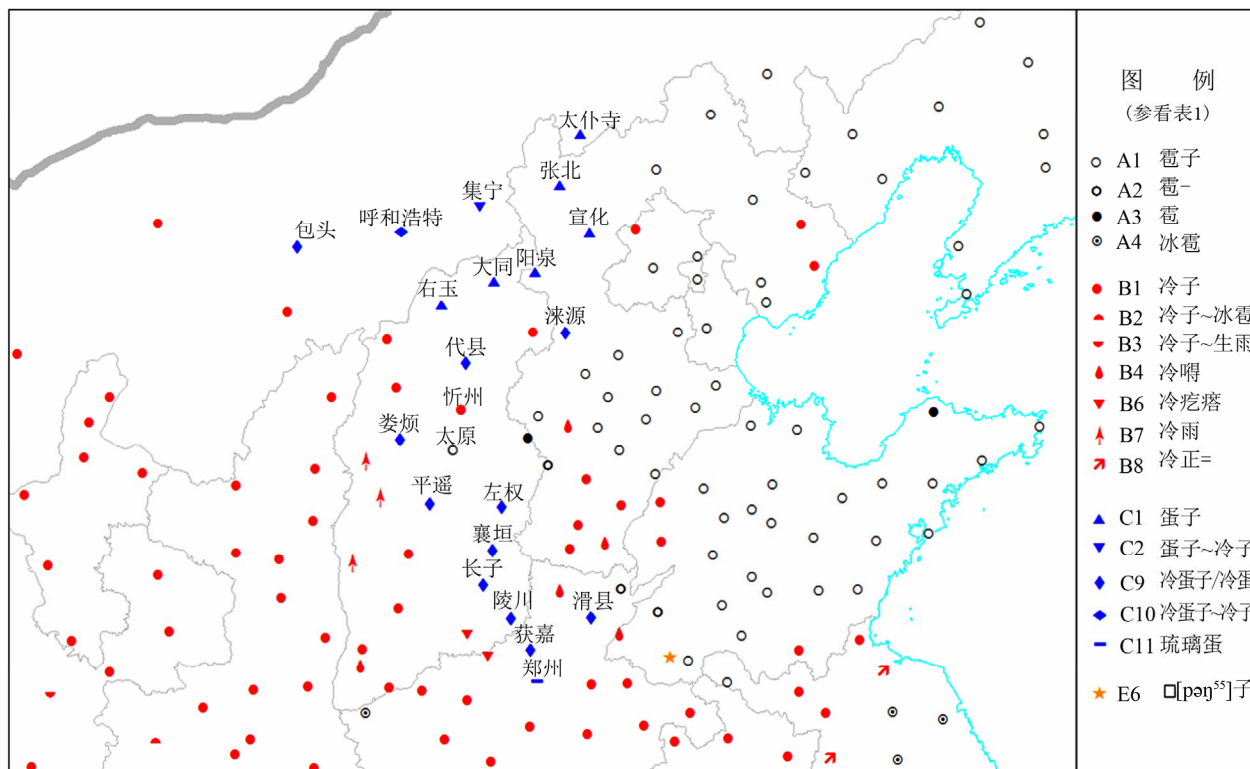 太仆寺
张北
集宁
宣化
呼和浩特
包头
阳泉
大同
右玉
涞源
代县
忻州
娄烦
太原
平遥
左权
襄垣
长子
陵川
滑县
获嘉
郑州
图 例
(参看表1)
A1 雹子
A2 雹-
A3 雹
A4 冰雹
B1 冷子
B2 冷子~冰雹
B3 冷子~生雨
B4 冷嘚
B6 冷疙瘩
B7 冷雨
B8 冷正=
C1 蛋子
C2 蛋子~冷子
C9 冷蛋子/冷蛋
C10 冷蛋子~冷子
C11 琉璃蛋
E6 □[pəŋ⁵⁵]子